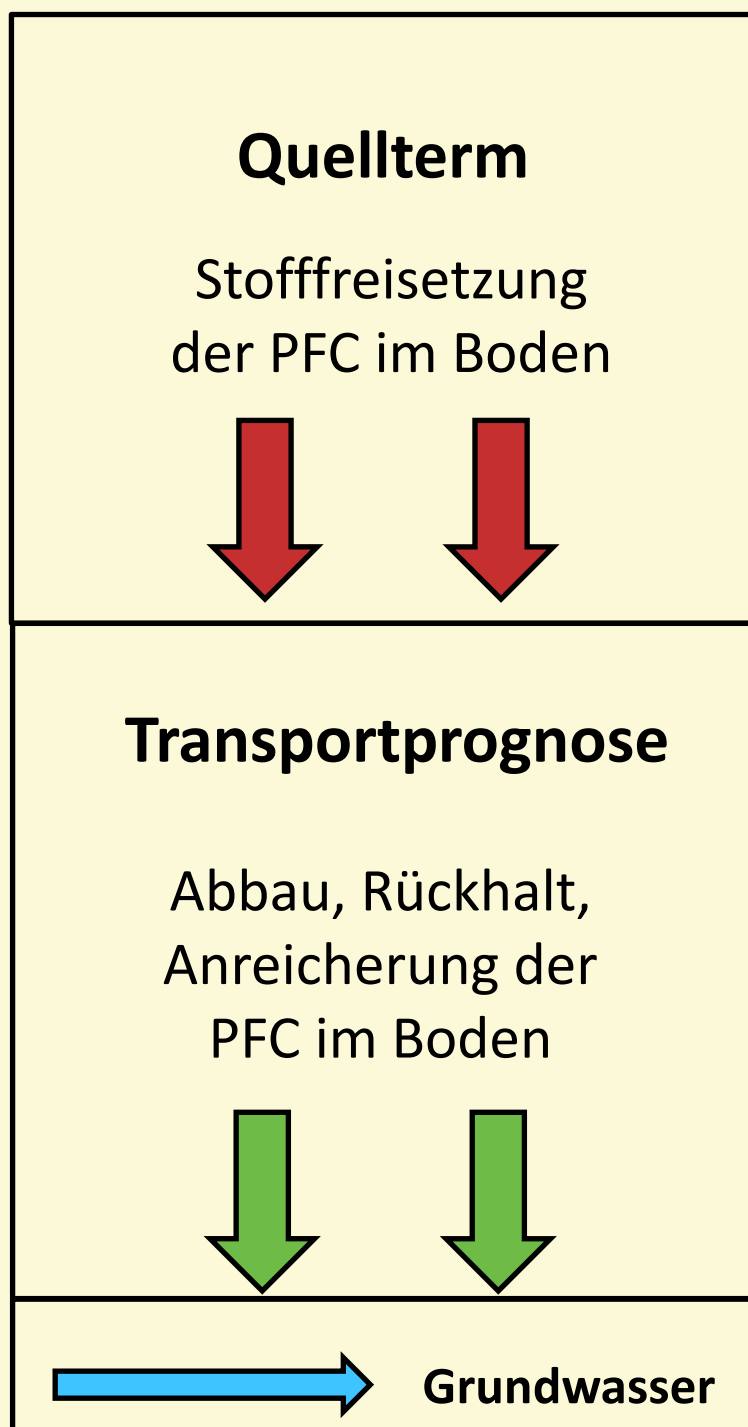 Quellterm
Stofffreisetzung
der PFC im Boden
Transportprognose
Abbau, Rückhalt,
Anreicherung der
PFC im Boden
Grundwasser